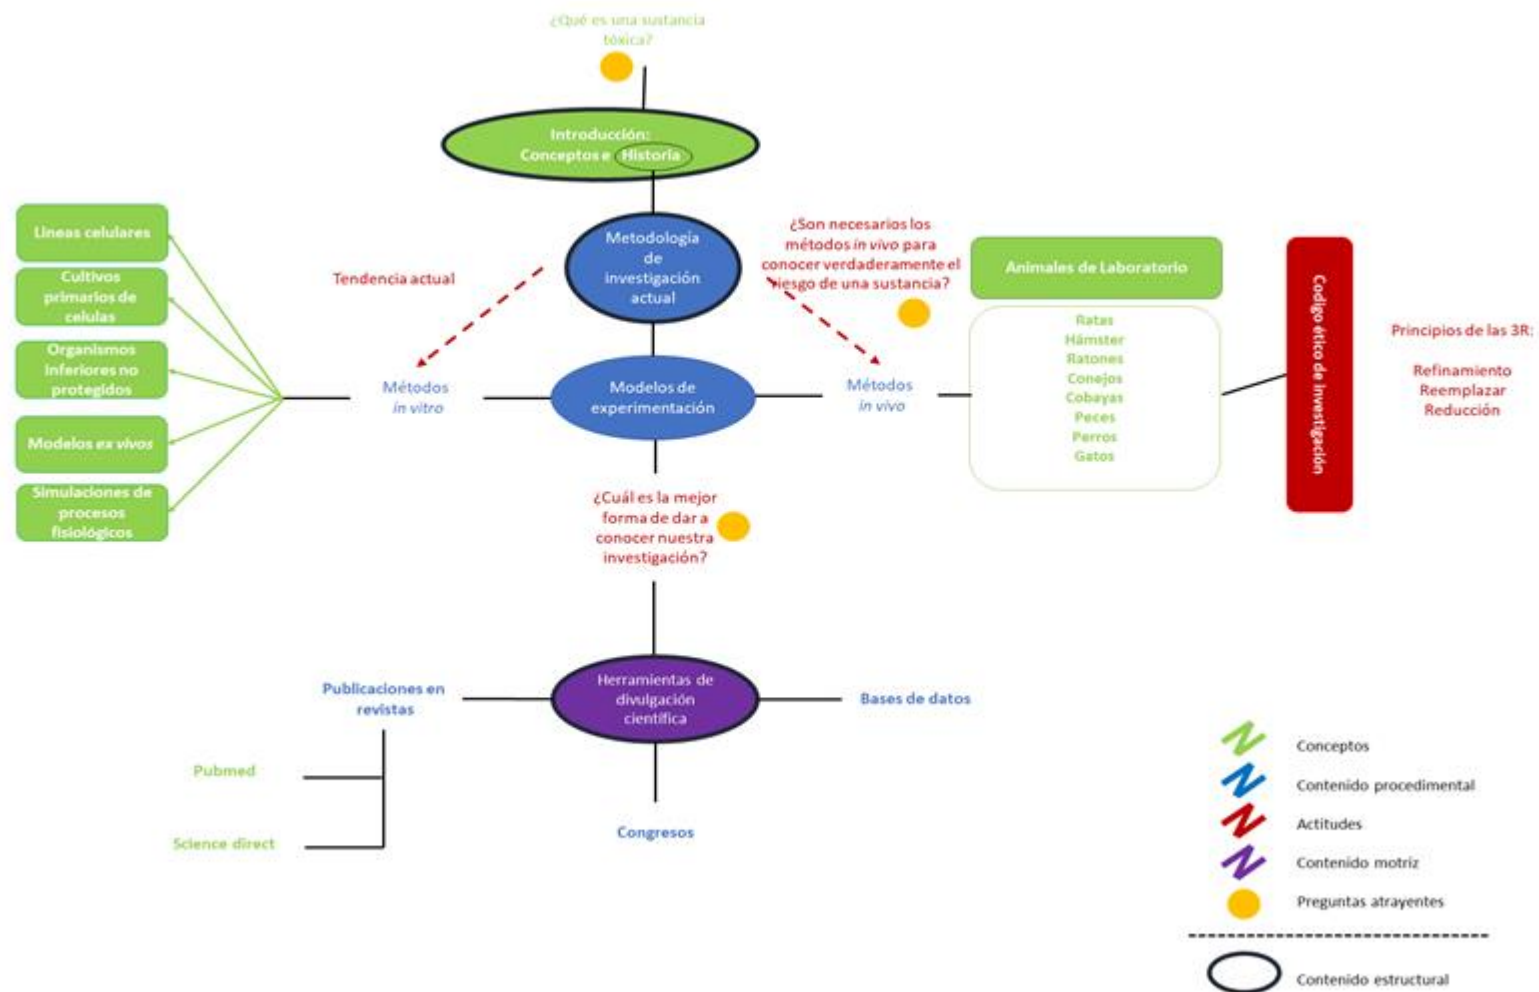 ¿Qué es una sustancia
tóxica?
Introducción:
Conceptos e Historia
Metodología
de
investigación
actual
Tendencia actual
¿Son necesarios los
métodos in vivo para
conocer verdaderamente el
riesgo de una sustancia?
Lineas celulares
Cultivos
primarios de
celulas
Organismos
inferiores no
protegidos
Modelos ex vivos
Simulaciones de
procesos
fisiológicos
Métodos
in vitro
Modelos de
experimentación
Métodos
in vivo
Animales de Laboratorio
Ratas
Hámster
Ratones
Conejos
Cobayas
Peces
Perros
Gatos
Codigo ético de investigación
Principios de las 3R:
Refinamiento
Reemplazar
Reducción
¿Cuál es la mejor
forma de dar a
conocer nuestra
investigación?
Herramientas de
divulgación
científica
Publicaciones en
revistas
Bases de datos
Pubmed
Science direct
Congresos
Conceptos
Contenido procedimental
Actitudes
Contenido motriz
Preguntas atrayentes
Contenido estructural